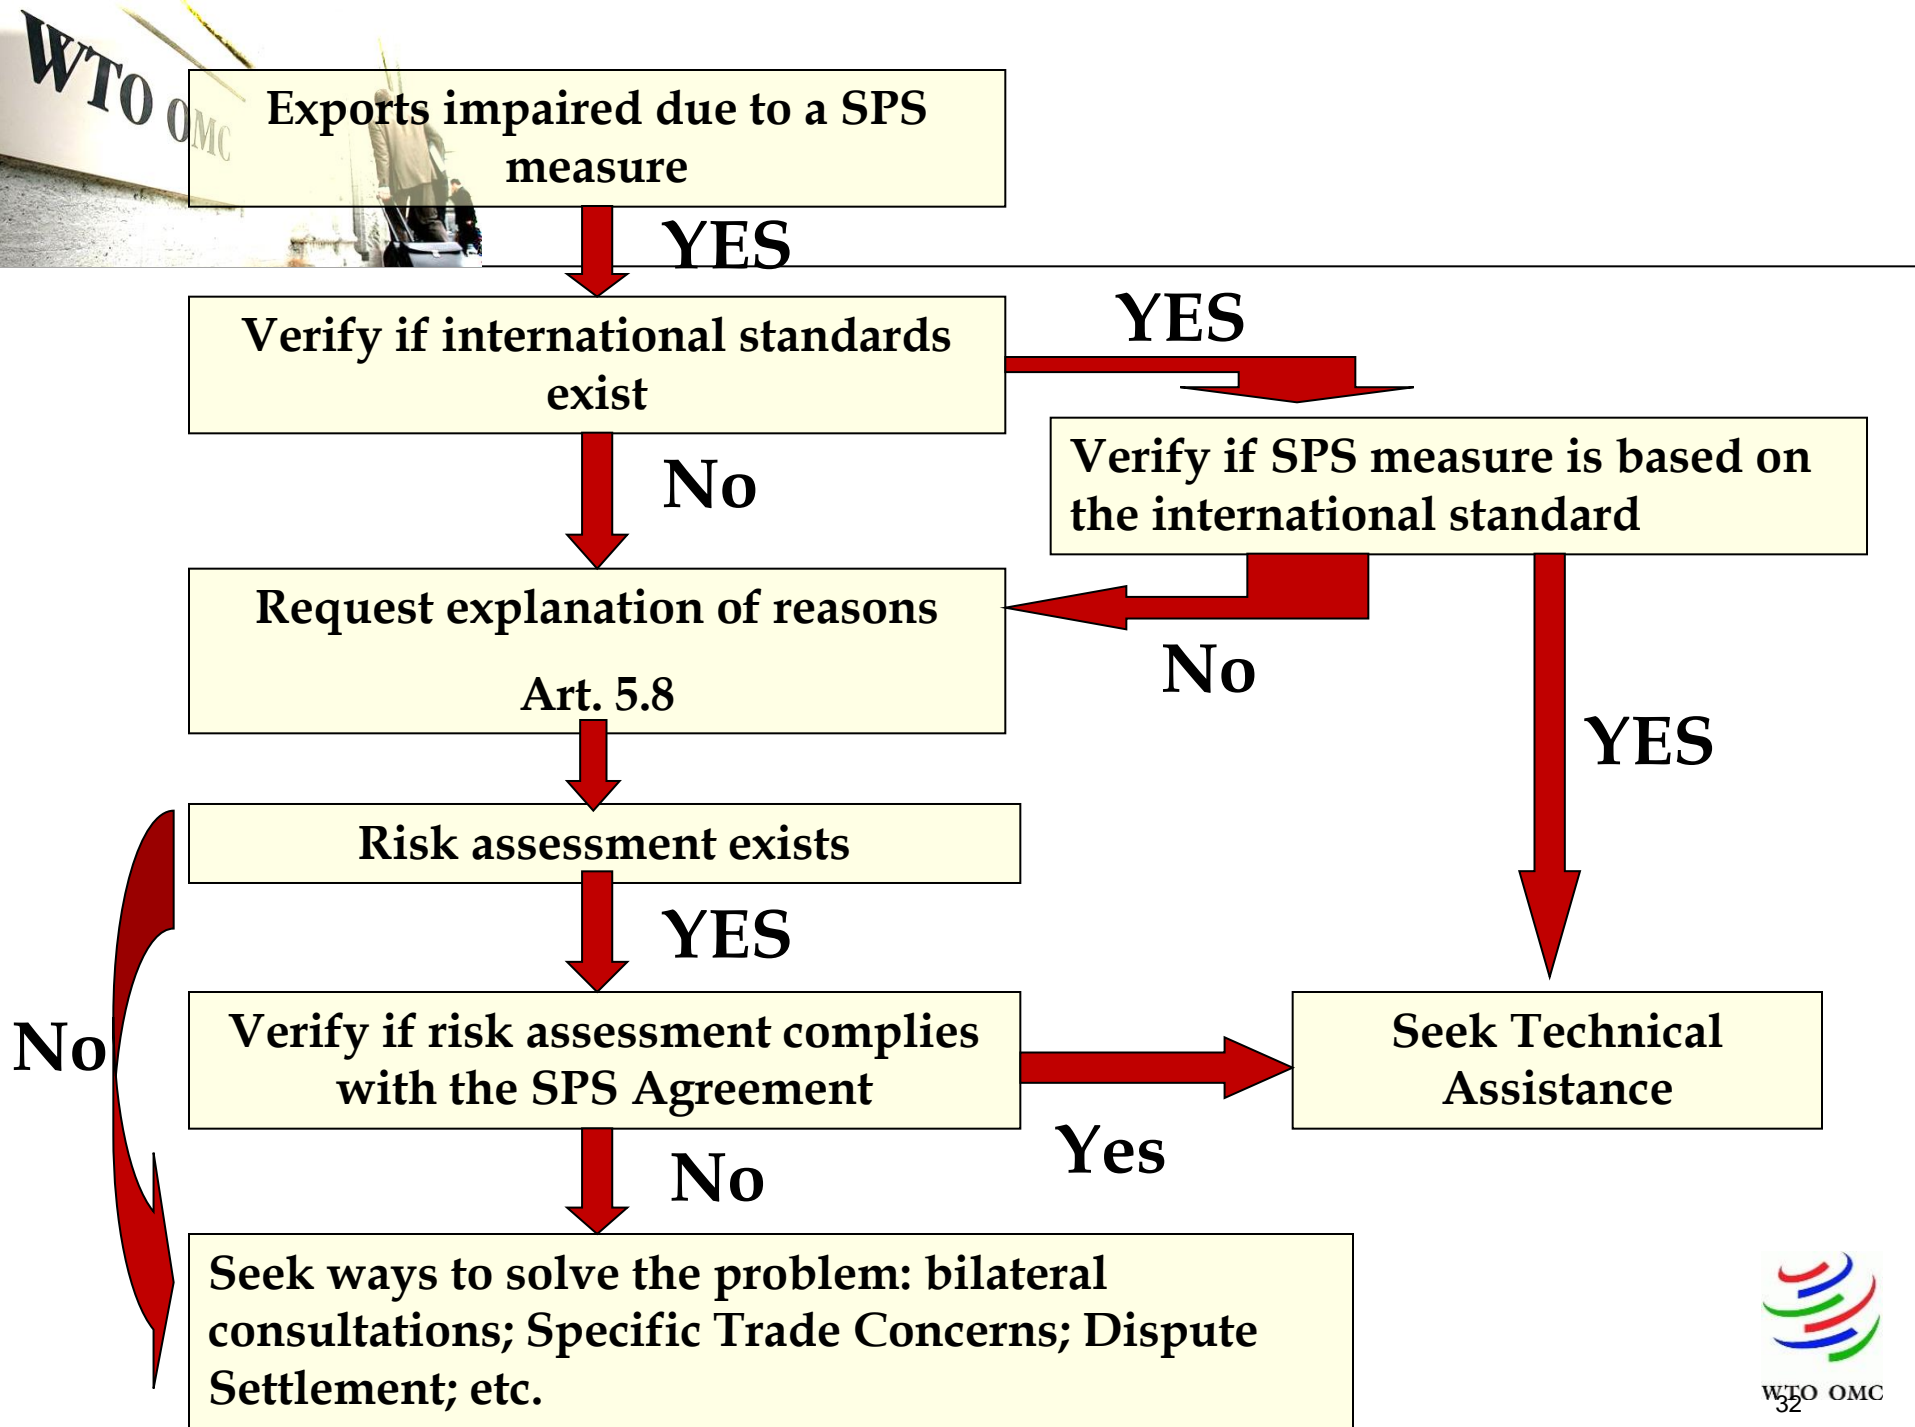 WTO OMC
Exports impaired due to a SPS
measure
YES
Verify if international standards
exist
YES
No
Verify if SPS measure is based on
the international standard
Request explanation of reasons
Art. 5.8
No
YES
Risk assessment exists
YES
No
Verify if risk assessment complies
with the SPS Agreement
Seek Technical
Assistance
Yes
No
Seek ways to solve the problem: bilateral
consultations; Specific Trade Concerns; Dispute
Settlement; etc.
WTO OMC
32